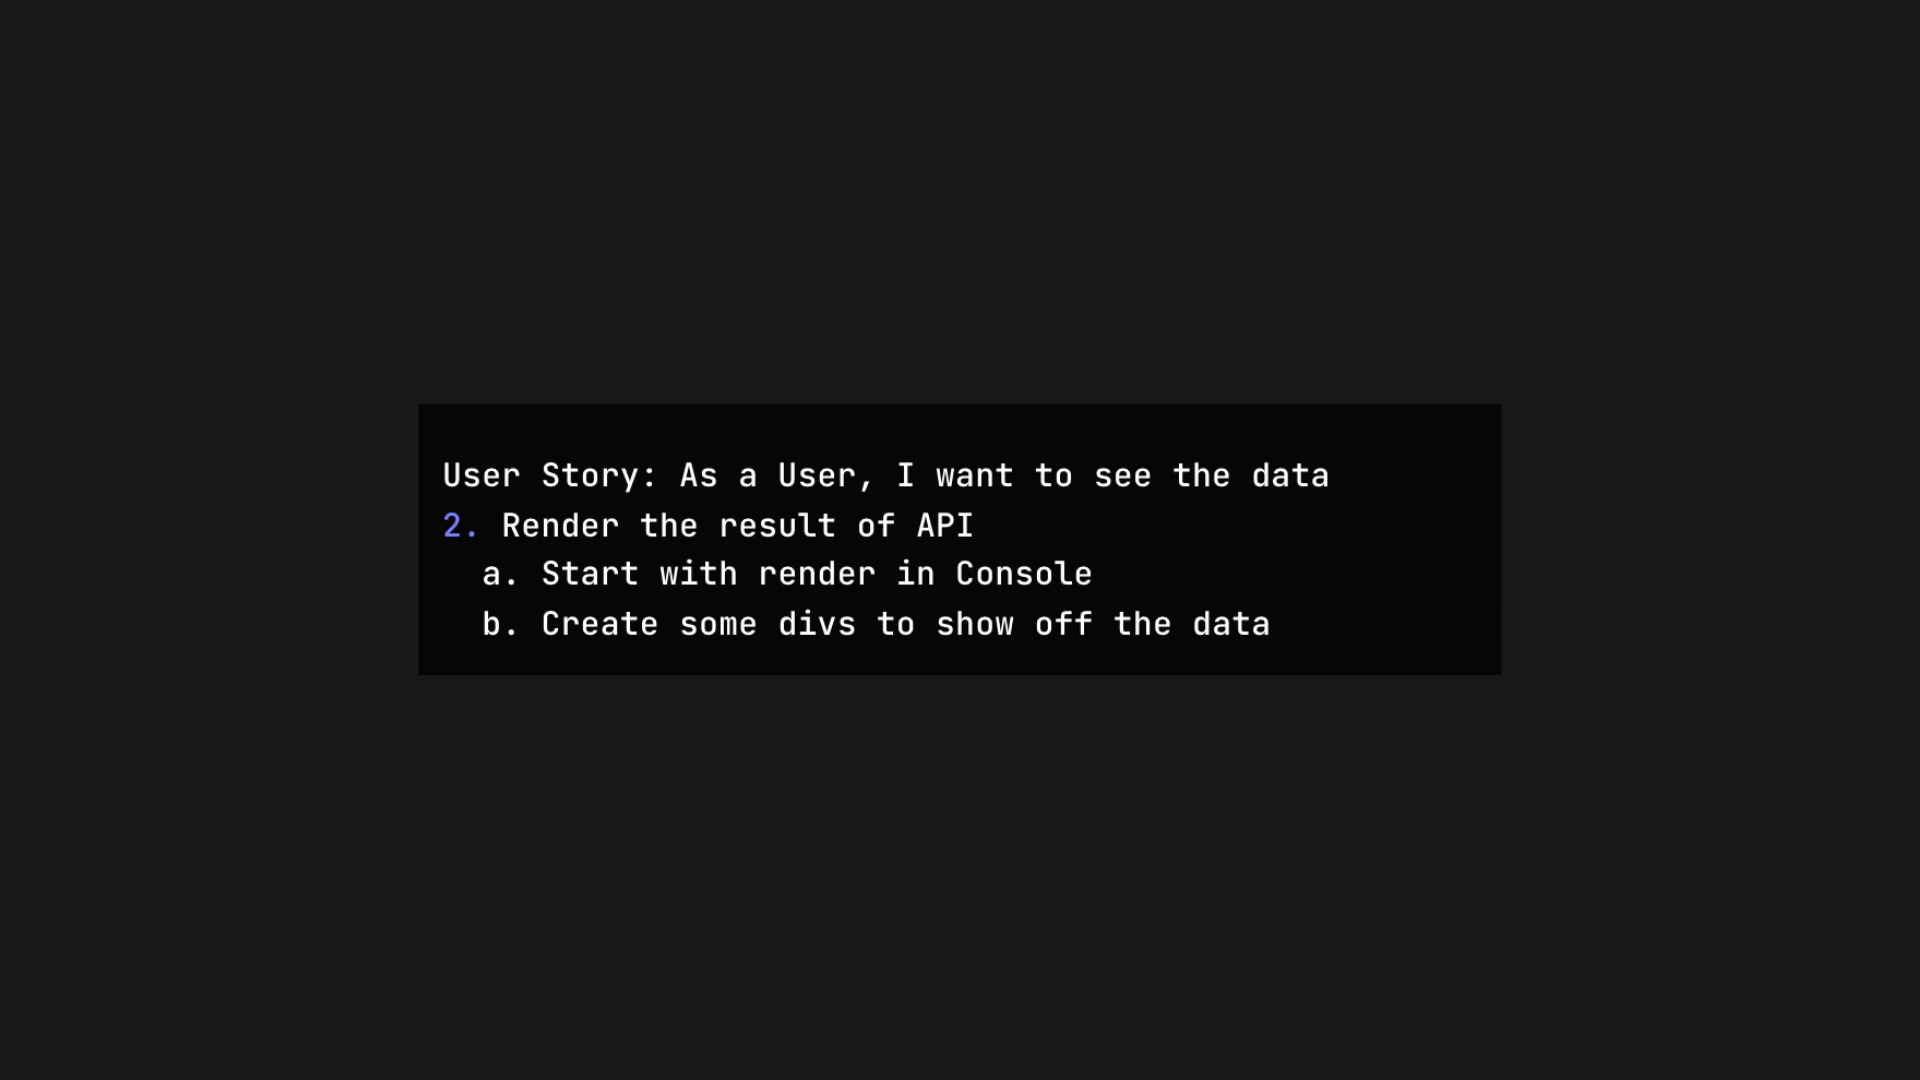 User Story: As a User, I want to see the data
2. Render the result of API
a. Start with render in Console
b. Create some divs to show off the data